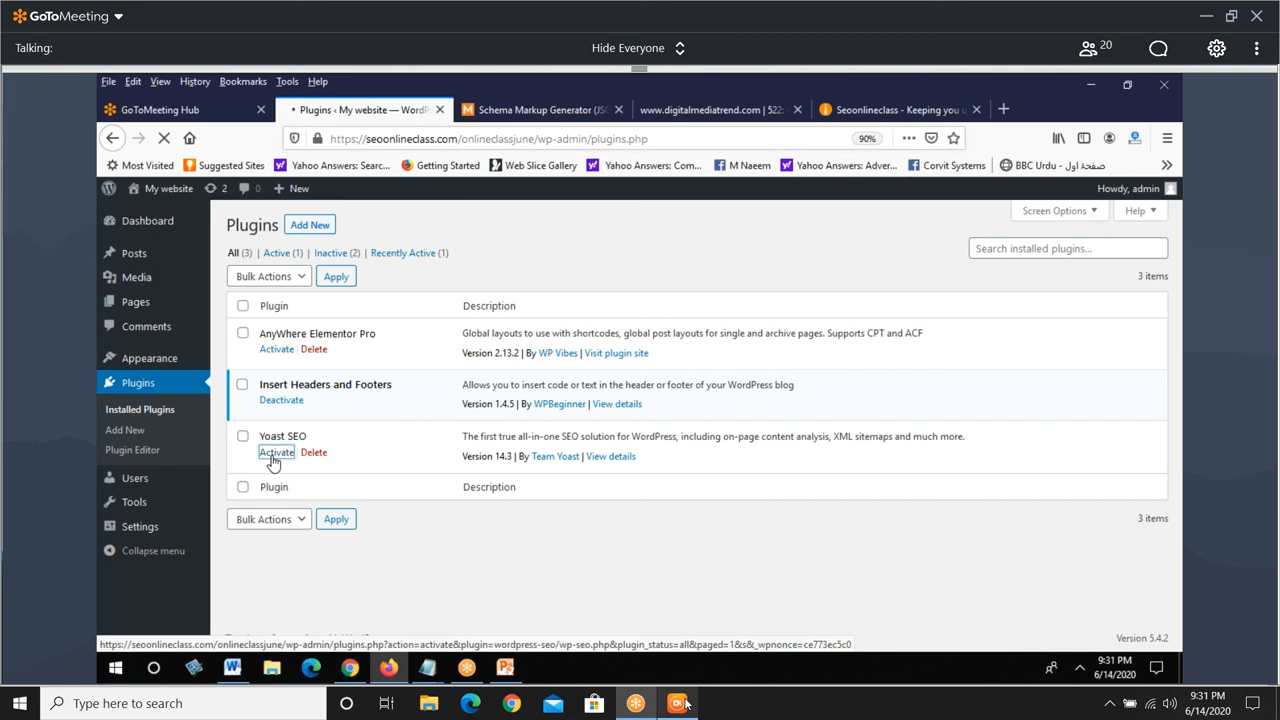 GoToMeeting
Talking:
Hide Everyone
20
File Edit View History Bookmarks Tools Help
GoToMeeting Hub
Plugins ‹ My website — WordPr
Schema Markup Generator (JSO
www.digitalmediatrend.com | 522:
Seoonlineclass - Keeping you u
https://seoonlineclass.com/onlineclassjune/wp-admin/plugins.php
90%
Most Visited Suggested Sites Yahoo Answers: Searc... Getting Started Web Slice Gallery Yahoo Answers: Com... M Naeem Yahoo Answers: Adver... Corvit Systems BBC Urdu - صفحۂ اول
My website 2 0 New Howdy, admin
Dashboard
Posts
Media
Pages
Comments
Appearance
Plugins
Installed Plugins
Add New
Plugin Editor
Users
Tools
Settings
Collapse menu
Screen Options Help
Plugins Add New
All (3) | Active (1) | Inactive (2) | Recently Active (1)
Search installed plugins...
Bulk Actions Apply
3 items
Plugin Description
AnyWhere Elementor Pro
Activate Delete
Global layouts to use with shortcodes, global post layouts for single and archive pages. Supports CPT and ACF
Version 2.13.2 | By WP Vibes | Visit plugin site
Insert Headers and Footers
Deactivate
Allows you to insert code or text in the header or footer of your WordPress blog
Version 1.4.5 | By WPBeginner | View details
Yoast SEO
Activate Delete
The first true all-in-one SEO solution for WordPress, including on-page content analysis, XML sitemaps and much more.
Version 14.3 | By Team Yoast | View details
Plugin Description
Bulk Actions Apply
3 items
Version 5.4.2
https://seoonlineclass.com/onlineclassjune/wp-admin/plugins.php?action=activate&plugin=wordpress-seo/wp-seo.php&plugin_status=all&paged=1&s&_wpnonce=ce773ec5c0
9:31 PM
6/14/2020
Type here to search
9:31 PM
6/14/2020